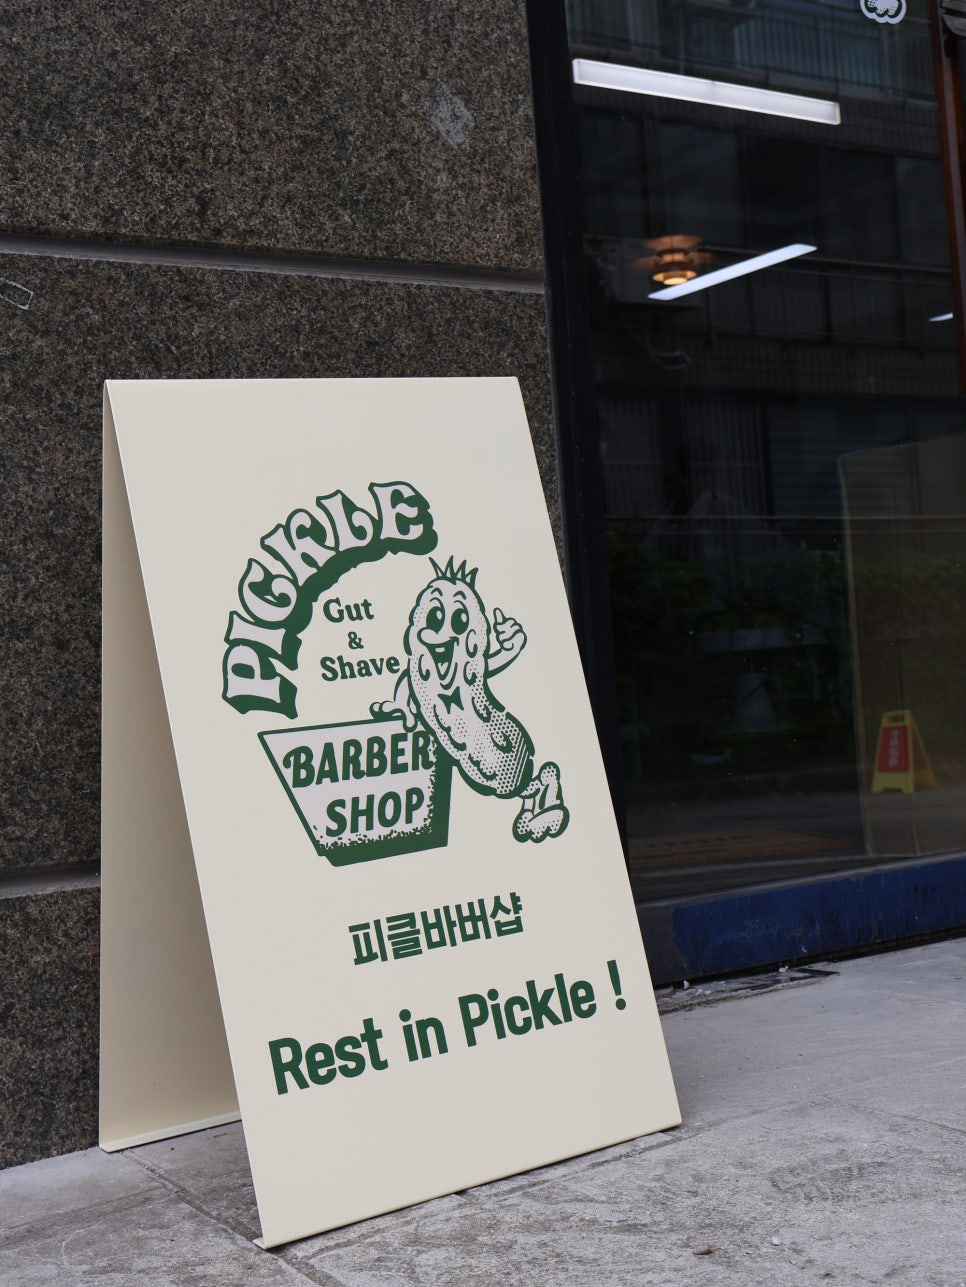 PICKLE
Gut
&
Shave
BARBER
SHOP
피클바버샵
Rest in Pickle !